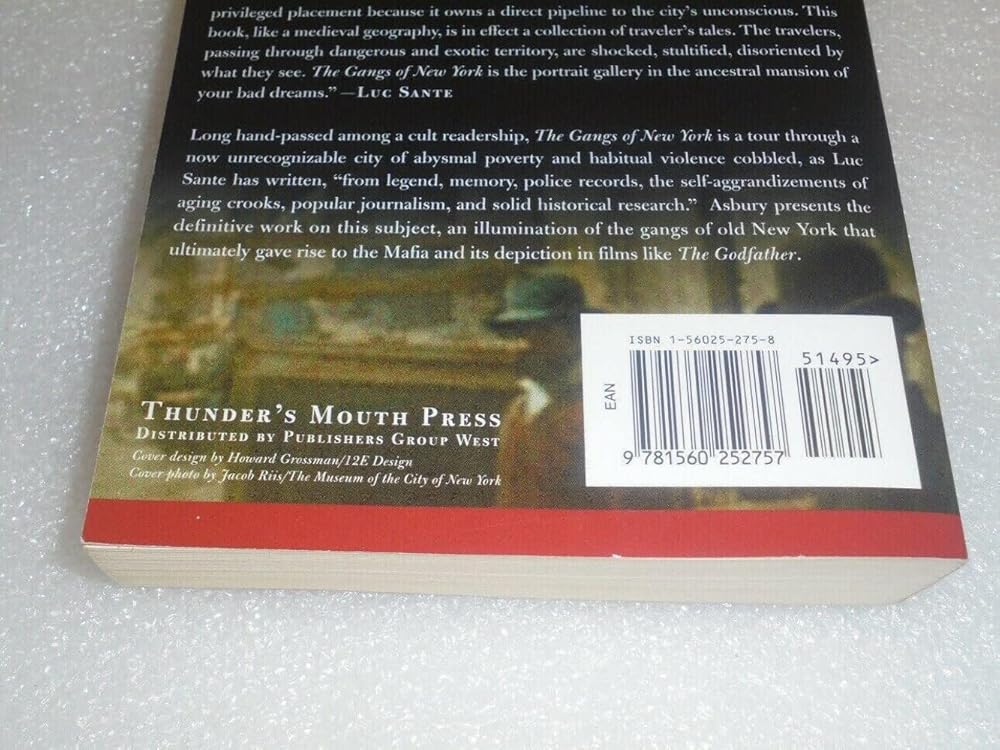 privileged placement because it owns a direct pipeline to the city's unconscious. This
book, like a medieval geography, is in effect a collection of traveler's tales. The travelers,
passing through dangerous and exotic territory, are shocked, stultified, disoriented by
what they see. The Gangs of New York is the portrait gallery in the ancestral mansion of
your bad dreams." —Luc Sante
Long hand-passed among a cult readership, The Gangs of New York is a tour through a
now unrecognizable city of abysmal poverty and habitual violence cobbled, as Luc
Sante has written, "from legend, memory, police records, the self-aggrandizements of
aging crooks, popular journalism, and solid historical research." Asbury presents the
definitive work on this subject, an illumination of the gangs of old New York that
ultimately gave rise to the Mafia and its depiction in films like The Godfather.
Thunder's Mouth Press
Distributed by Publishers Group West
Cover design by Howard Grossman/12E Design
Cover photo by Jacob Riis/The Museum of the City of New York
ISBN 1-56025-275-8
51495>
EAN
9 781560 252757